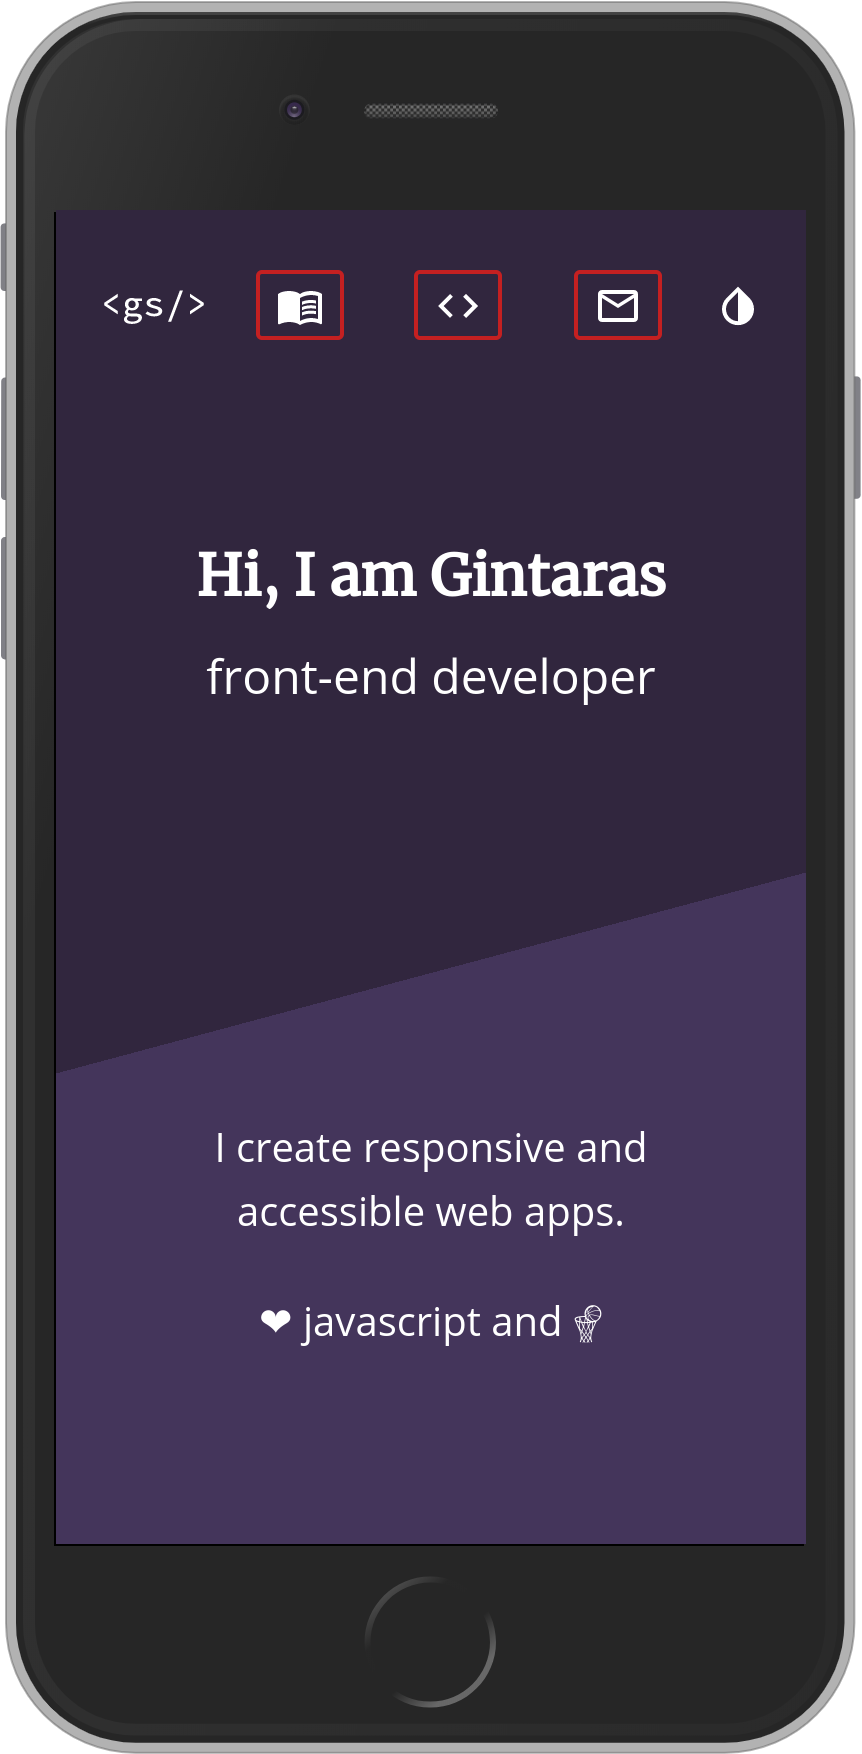 <gs/>
Hi, I am Gintaras
front-end developer
I create responsive and
accessible web apps.
❤ javascript and